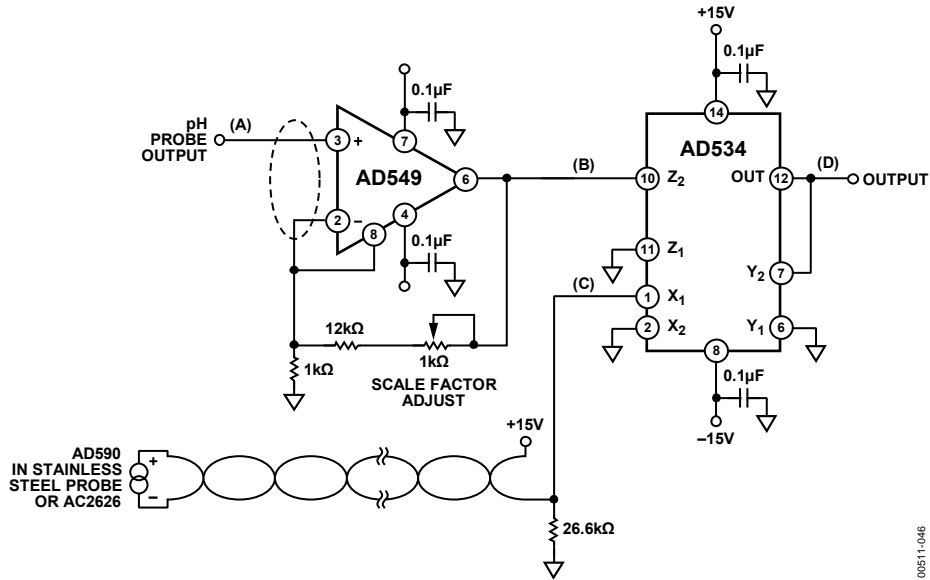 +15V
0.1µF
14
AD534
pH
PROBE
OUTPUT
(A)
3
+
7
0.1µF
AD549
6
(B)
10
Z2
OUT
12
(D)
OUTPUT
2
–
8
4
0.1µF
11
Z1
Y2
7
(C)
1
X1
2
X2
Y1
6
8
12kΩ
1kΩ
1kΩ
SCALE FACTOR
ADJUST
0.1µF
–15V
+15V
AD590
IN STAINLESS
STEEL PROBE
OR AC2626
+
–
26.6kΩ
00511-046